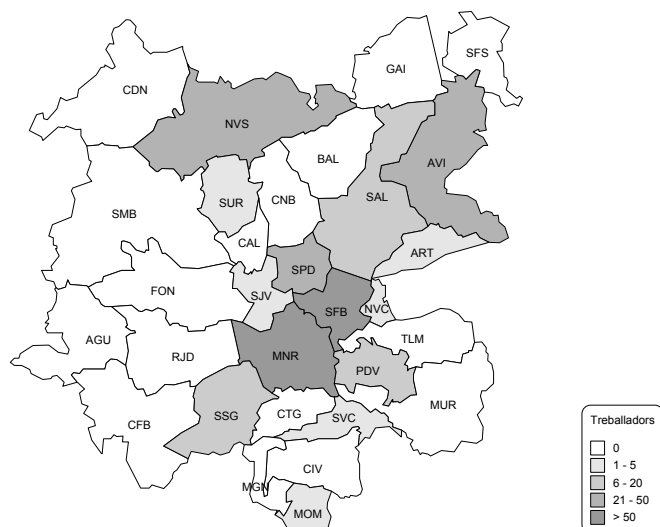 SFS
GAI
CDN
NVS
BAL
AVI
SAL
SUR
CNB
SMB
CAL
ART
SPD
FON
SJV
SFB
NVC
AGU
TLM
RJD
MNR
PDV
MUR
SSG
CTG
SVC
CFB
CIV
MGN
MOM
Treballadors
0
1 - 5
6 - 20
21 - 50
> 50